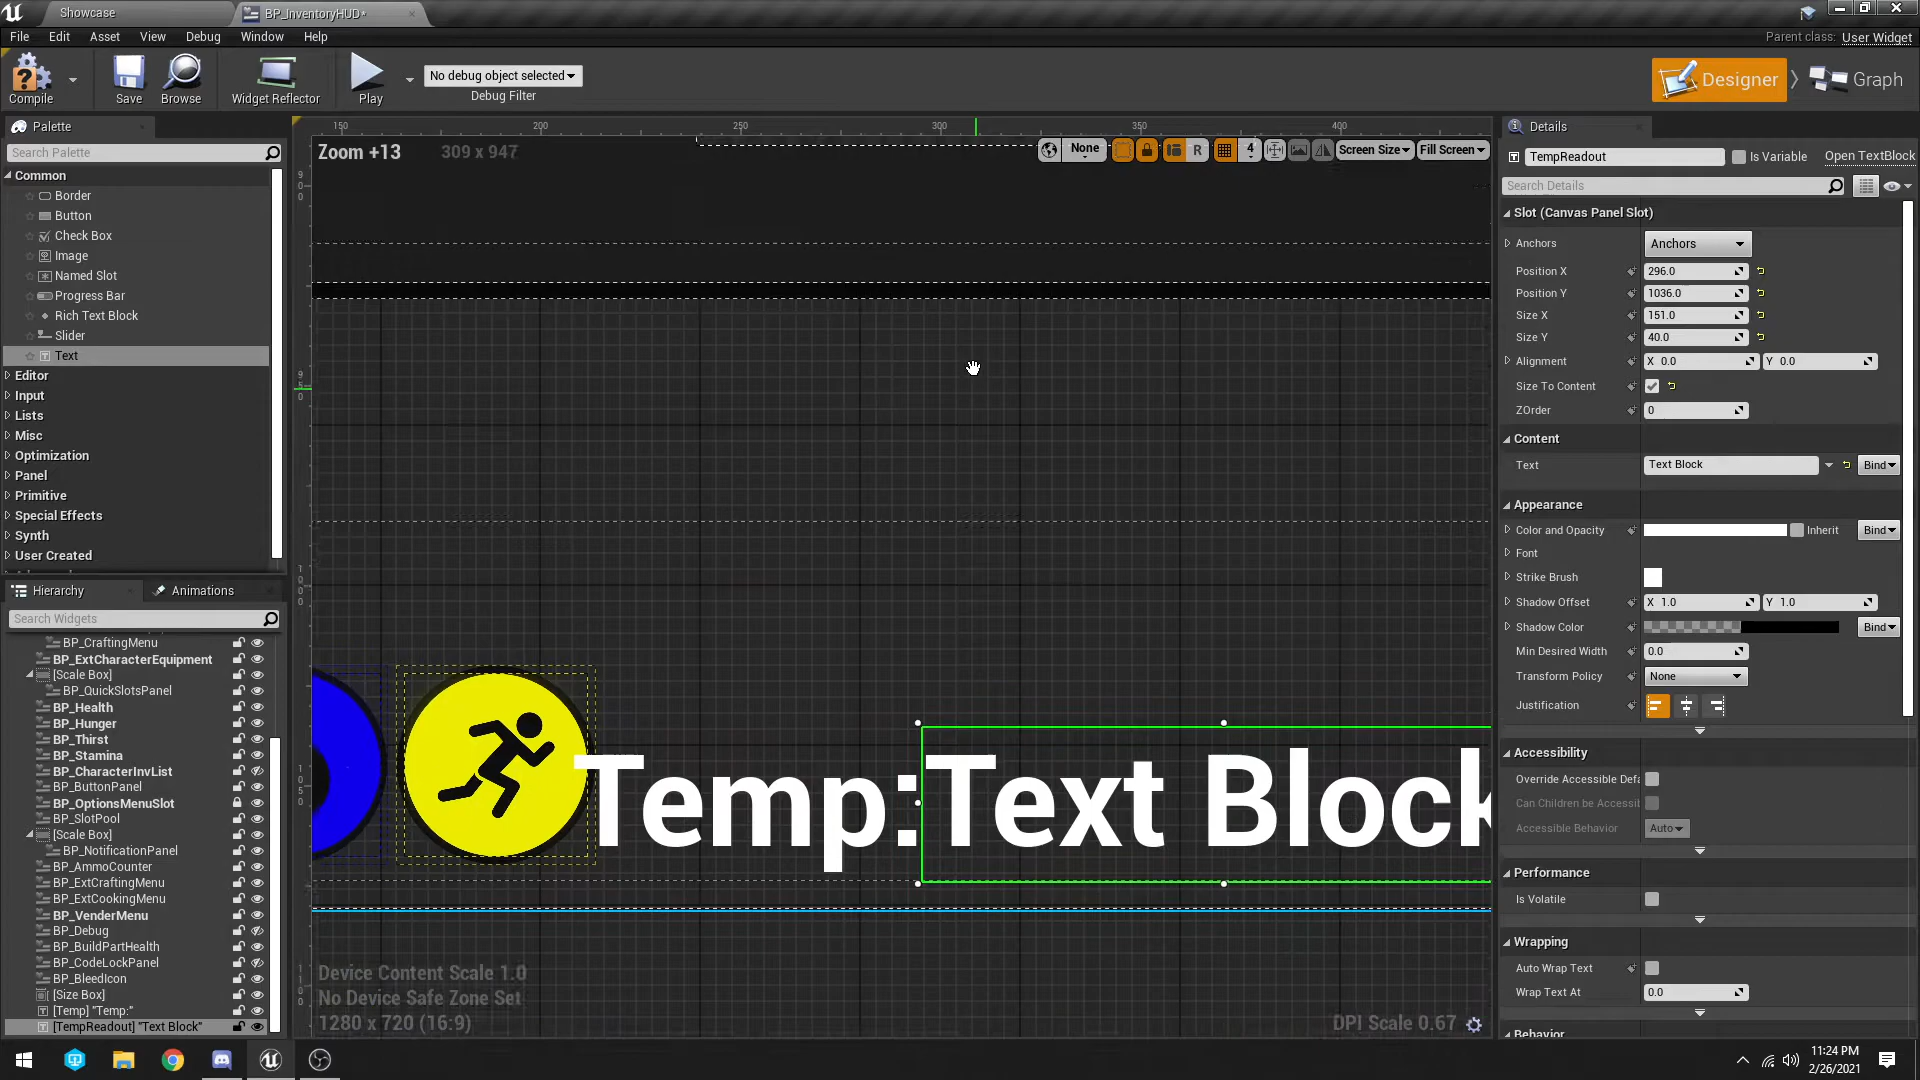 Showcase
BP_InventoryHUD*
File Edit Asset View Debug Window Help
Parent class: User Widget
Compile
Save
Browse
Widget Reflector
Play
No debug object selected
Debug Filter
Designer
Graph
Palette
Search Palette
Common
Border
Button
Check Box
Image
Named Slot
Progress Bar
Rich Text Block
Slider
Text
Editor
Input
Lists
Misc
Optimization
Panel
Primitive
Special Effects
Synth
User Created
Hierarchy
Animations
Search Widgets
BP_CraftingMenu
BP_ExtCharacterEquipment
[Scale Box]
BP_QuickSlotsPanel
BP_Health
BP_Hunger
BP_Thirst
BP_Stamina
BP_CharacterInvList
BP_ButtonPanel
BP_OptionsMenuSlot
BP_SlotPool
[Scale Box]
BP_NotificationPanel
BP_AmmoCounter
BP_ExtCraftingMenu
BP_ExtCookingMenu
BP_VenderMenu
BP_Debug
BP_BuildPartHealth
BP_CodeLockPanel
BP_BleedIcon
[Size Box]
[Temp] "Temp:"
[TempReadout] "Text Block"
150 200 250 300 350 400
Zoom +13
309 x 947
None
R
4
Screen Size
Fill Screen
Temp:
Text Block
Device Content Scale 1.0
No Device Safe Zone Set
1280 x 720 (16:9)
DPI Scale 0.67
Details
TempReadout
Is Variable
Open TextBlock
Search Details
Slot (Canvas Panel Slot)
Anchors
Anchors
Position X 296.0
Position Y 1036.0
Size X 151.0
Size Y 40.0
Alignment X 0.0 Y 0.0
Size To Content
ZOrder 0
Content
Text Text Block Bind
Appearance
Color and Opacity Inherit Bind
Font
Strike Brush
Shadow Offset X 1.0 Y 1.0
Shadow Color Bind
Min Desired Width 0.0
Transform Policy None
Justification
Accessibility
Override Accessible Defa
Can Children be Accessib
Accessible Behavior Auto
Performance
Is Volatile
Wrapping
Auto Wrap Text
Wrap Text At 0.0
Behavior
11:24 PM
2/26/2021